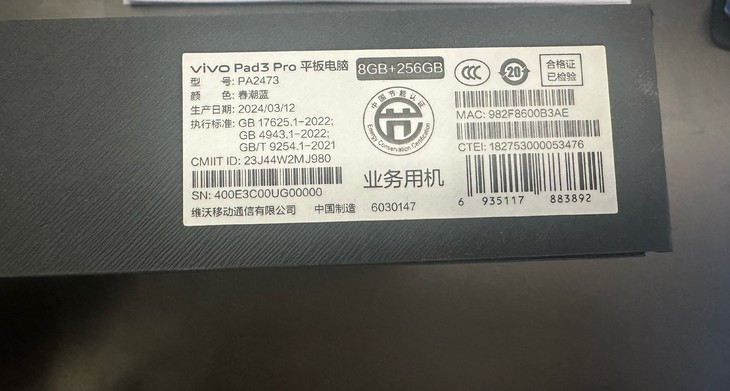 vivo Pad3 Pro 平板电脑 8GB+256GB
型 号: PA2473
颜 色: 春潮蓝
生产日期: 2024/03/12
执行标准: GB 17625.1-2022;
GB 4943.1-2022;
GB/T 9254.1-2021
CMIIT ID: 23J44W2MJ980
SN: 400E3C00UG00000
维沃移动通信有限公司 中国制造 6030147
中国节能认证
节
Energy Conservation Certification
业务用机
CCC
20
合格证
已检验
MAC: 982F8600B3AE
CTEI: 182753000053476
6 935117 883892